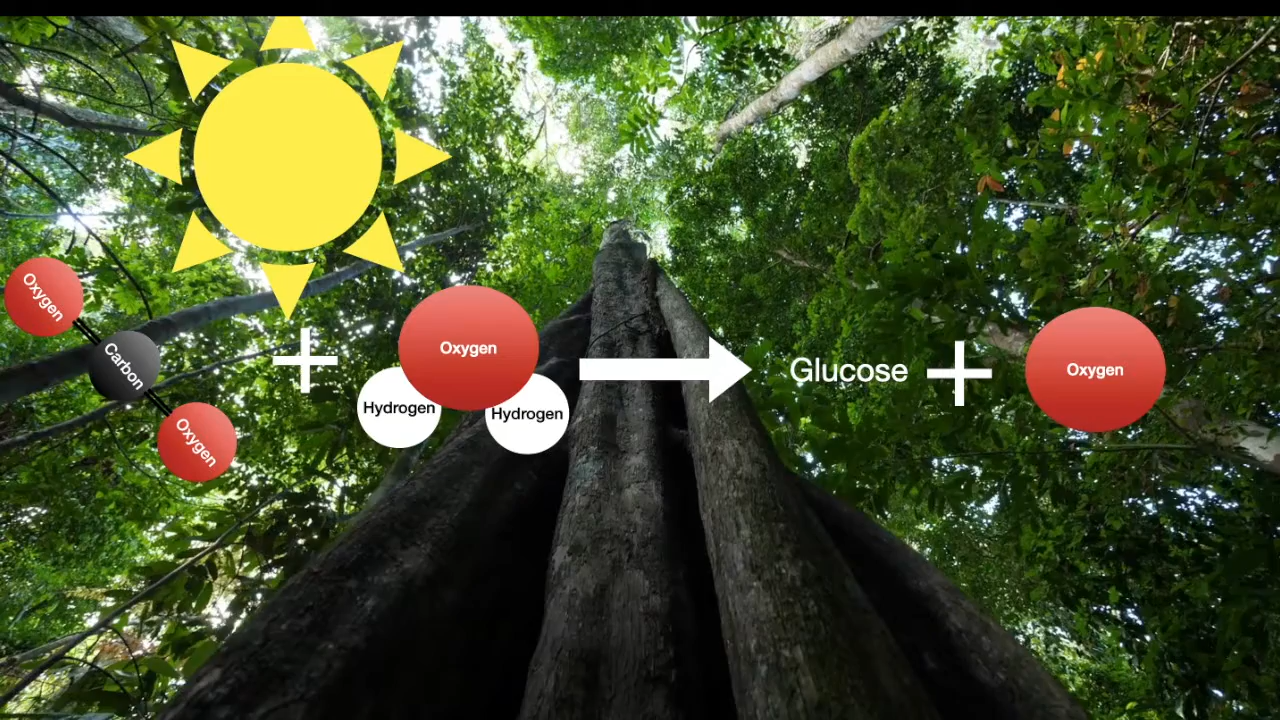 Oxygen
Carbon
Oxygen
Oxygen
Hydrogen
Hydrogen
Glucose
Oxygen